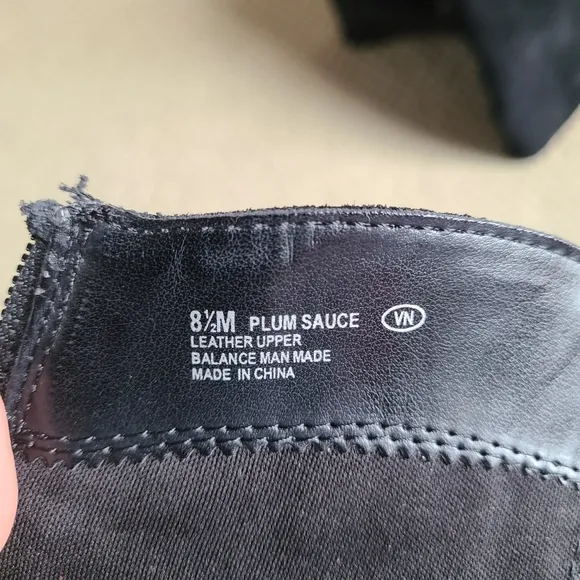 8½M PLUM SAUCE VN
LEATHER UPPER
BALANCE MAN MADE
MADE IN CHINA